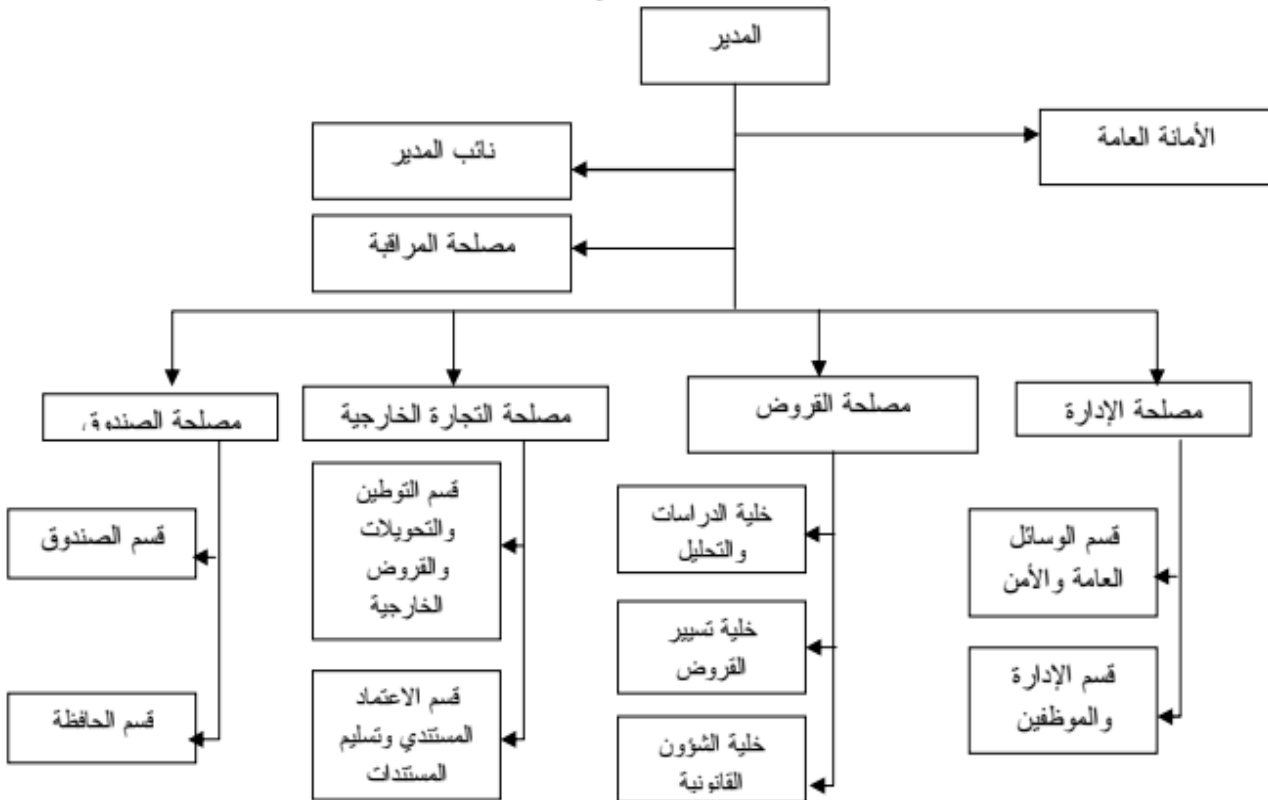 المدير
الأمانة العامة
نائب المدير
مصلحة المراقبة
مصلحة الإدارة
مصلحة القروض
مصلحة التجارة الخارجية
مصلحة الصندوق
قسم الوسائل
العامة والأمن
قسم الإدارة
والموظفين
خلية الدراسات
والتحليل
خلية تسيير
القروض
خلية الشؤون
القانونية
قسم التوطين
والتحويلات
والقروض
الخارجية
قسم الاعتماد
المستندي وتسليم
المستندات
قسم الصندوق
قسم الحافظة